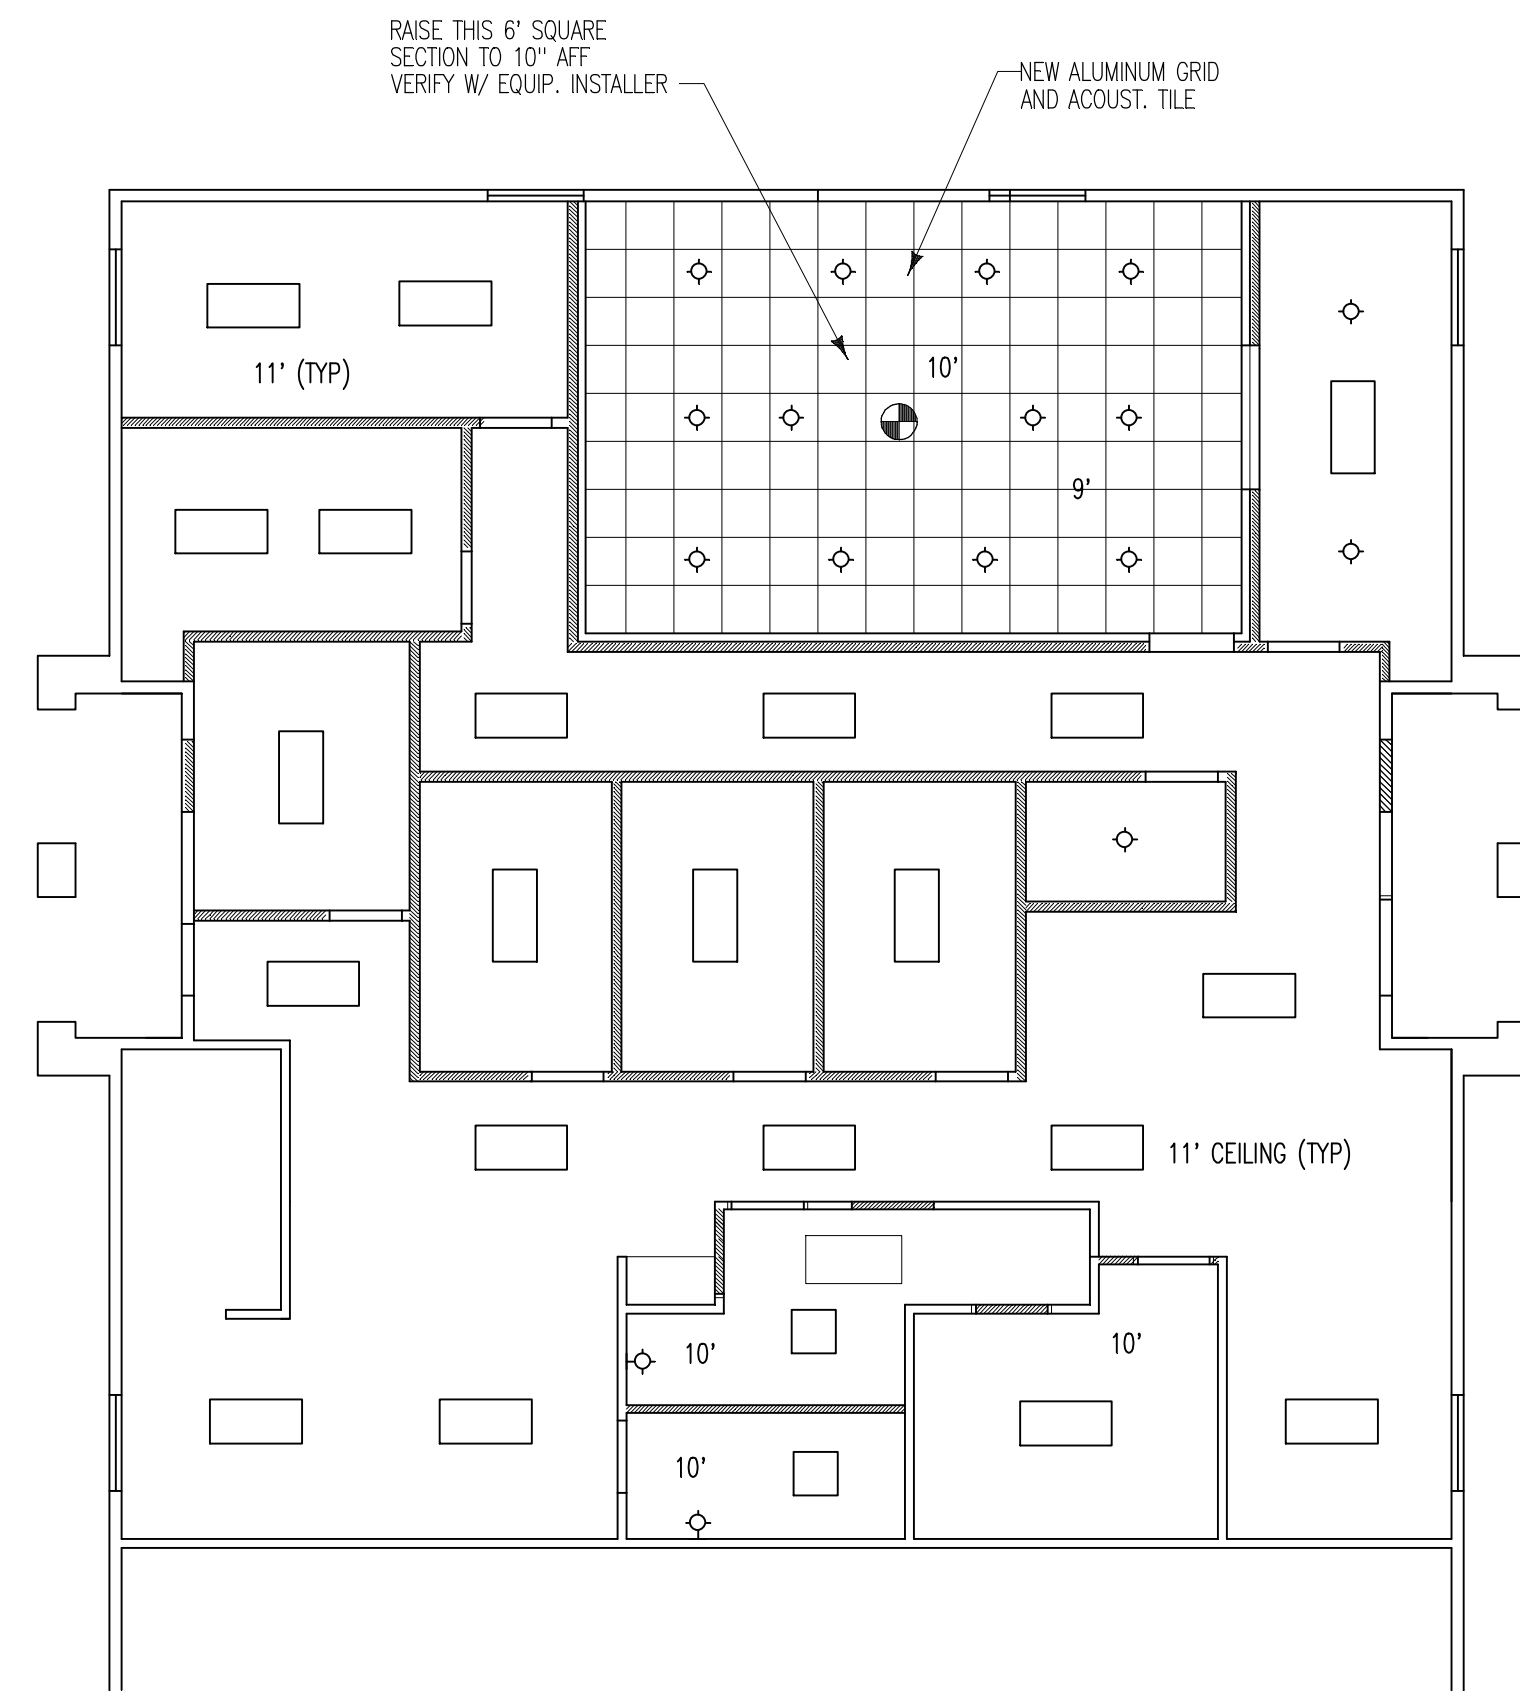 RAISE THIS 6' SQUARE
SECTION TO 10" AFF
VERIFY W/ EQUIP. INSTALLER
NEW ALUMINUM GRID
AND ACOUST. TILE
11' (TYP)
10'
9'
11' CEILING (TYP)
10'
10'
10'